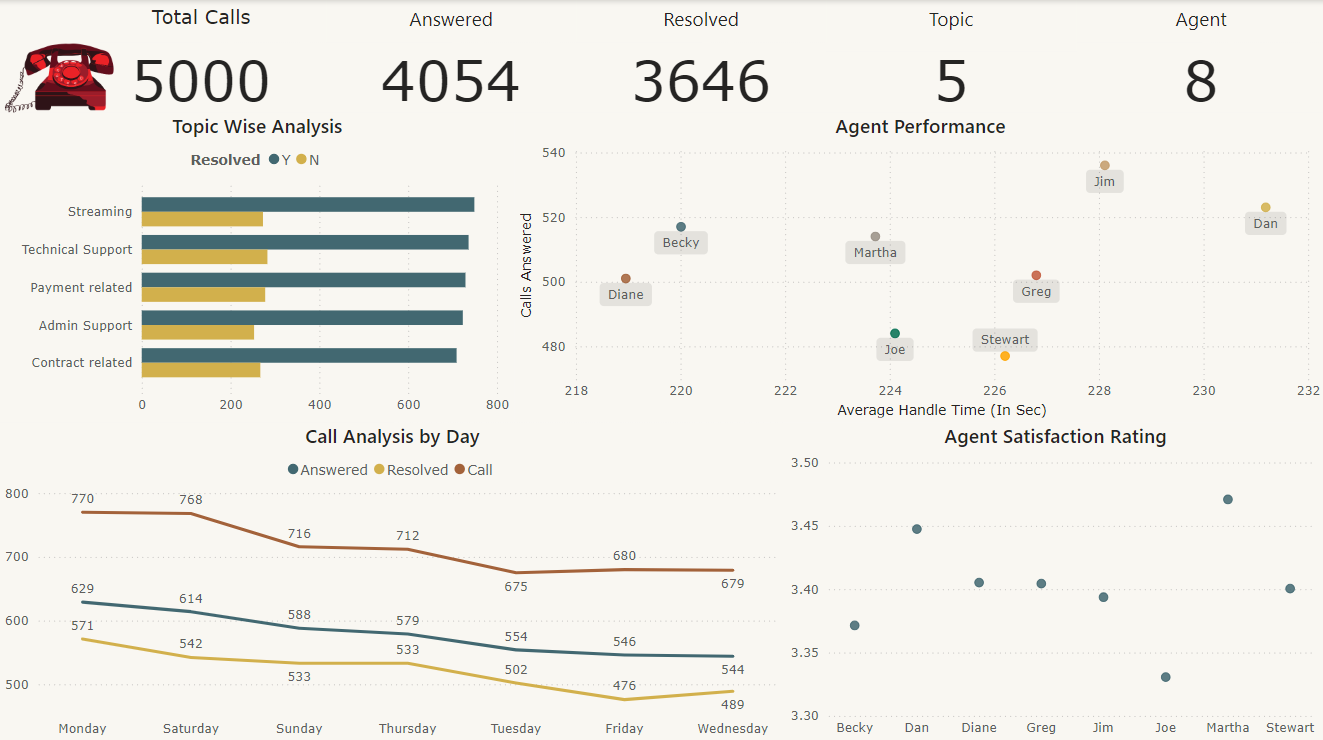 Total Calls
Answered
Resolved
Topic
Agent
5000
4054
3646
5
8
Topic Wise Analysis
Resolved Y N
Streaming
Technical Support
Payment related
Admin Support
Contract related
0 200 400 600 800
Agent Performance
Calls Answered
540
520
500
480
Jim
Dan
Becky
Martha
Diane
Greg
Stewart
Joe
218 220 222 224 226 228 230 232
Average Handle Time (In Sec)
Call Analysis by Day
Answered Resolved Call
800
700
600
500
770 768 716 712 675 680 679
629 614 588 579 554 546 544
571 542 533 533 502 476 489
Monday Saturday Sunday Thursday Tuesday Friday Wednesday
Agent Satisfaction Rating
3.50
3.45
3.40
3.35
3.30
Becky Dan Diane Greg Jim Joe Martha Stewart